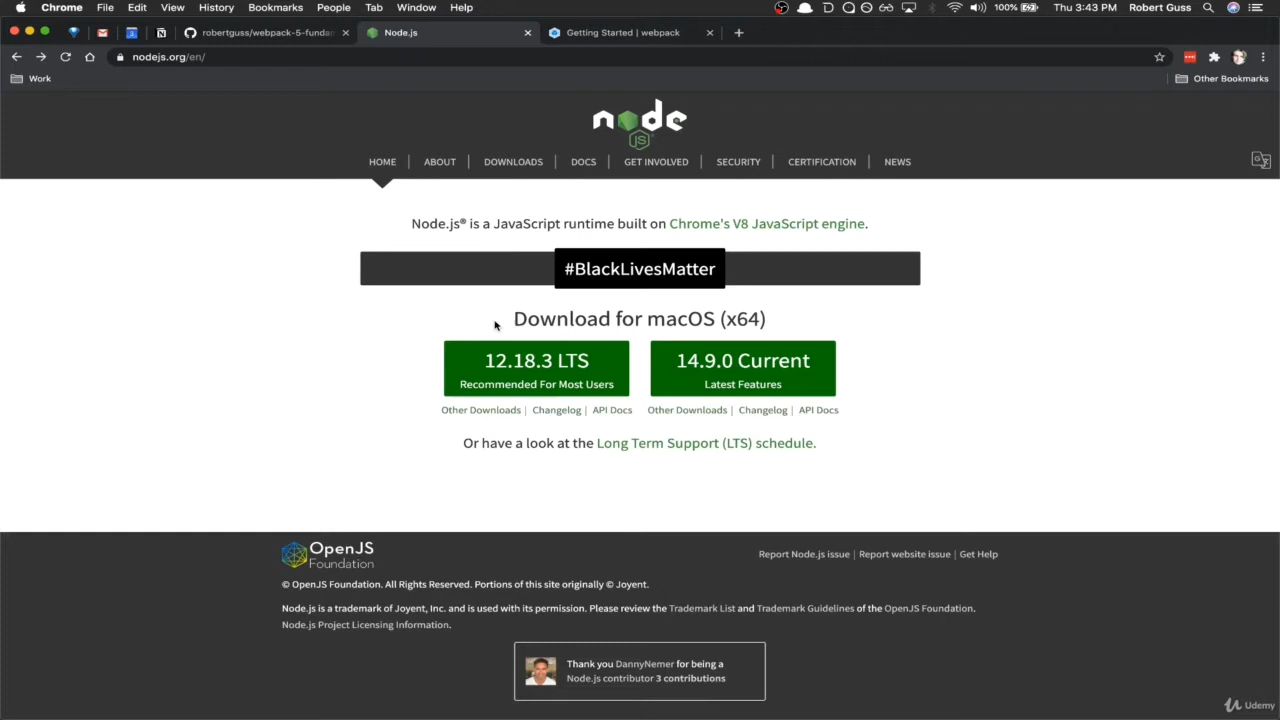 Chrome File Edit View History Bookmarks People Tab Window Help 100% Thu 3:43 PM Robert Guss
robertguss/webpack-5-fundan Node.js Getting Started | webpack
nodejs.org/en/
Work Other Bookmarks
node
JS
HOME | ABOUT | DOWNLOADS | DOCS | GET INVOLVED | SECURITY | CERTIFICATION | NEWS
Node.js® is a JavaScript runtime built on Chrome's V8 JavaScript engine.
#BlackLivesMatter
Download for macOS (x64)
12.18.3 LTS 14.9.0 Current
Recommended For Most Users Latest Features
Other Downloads | Changelog | API Docs Other Downloads | Changelog | API Docs
Or have a look at the Long Term Support (LTS) schedule.
OpenJS
Foundation
Report Node.js issue | Report website issue | Get Help
© OpenJS Foundation. All Rights Reserved. Portions of this site originally © Joyent.
Node.js is a trademark of Joyent, Inc. and is used with its permission. Please review the Trademark List and Trademark Guidelines of the OpenJS Foundation.
Node.js Project Licensing Information.
Thank you DannyNemer for being a
Node.js contributor 3 contributions
Udemy